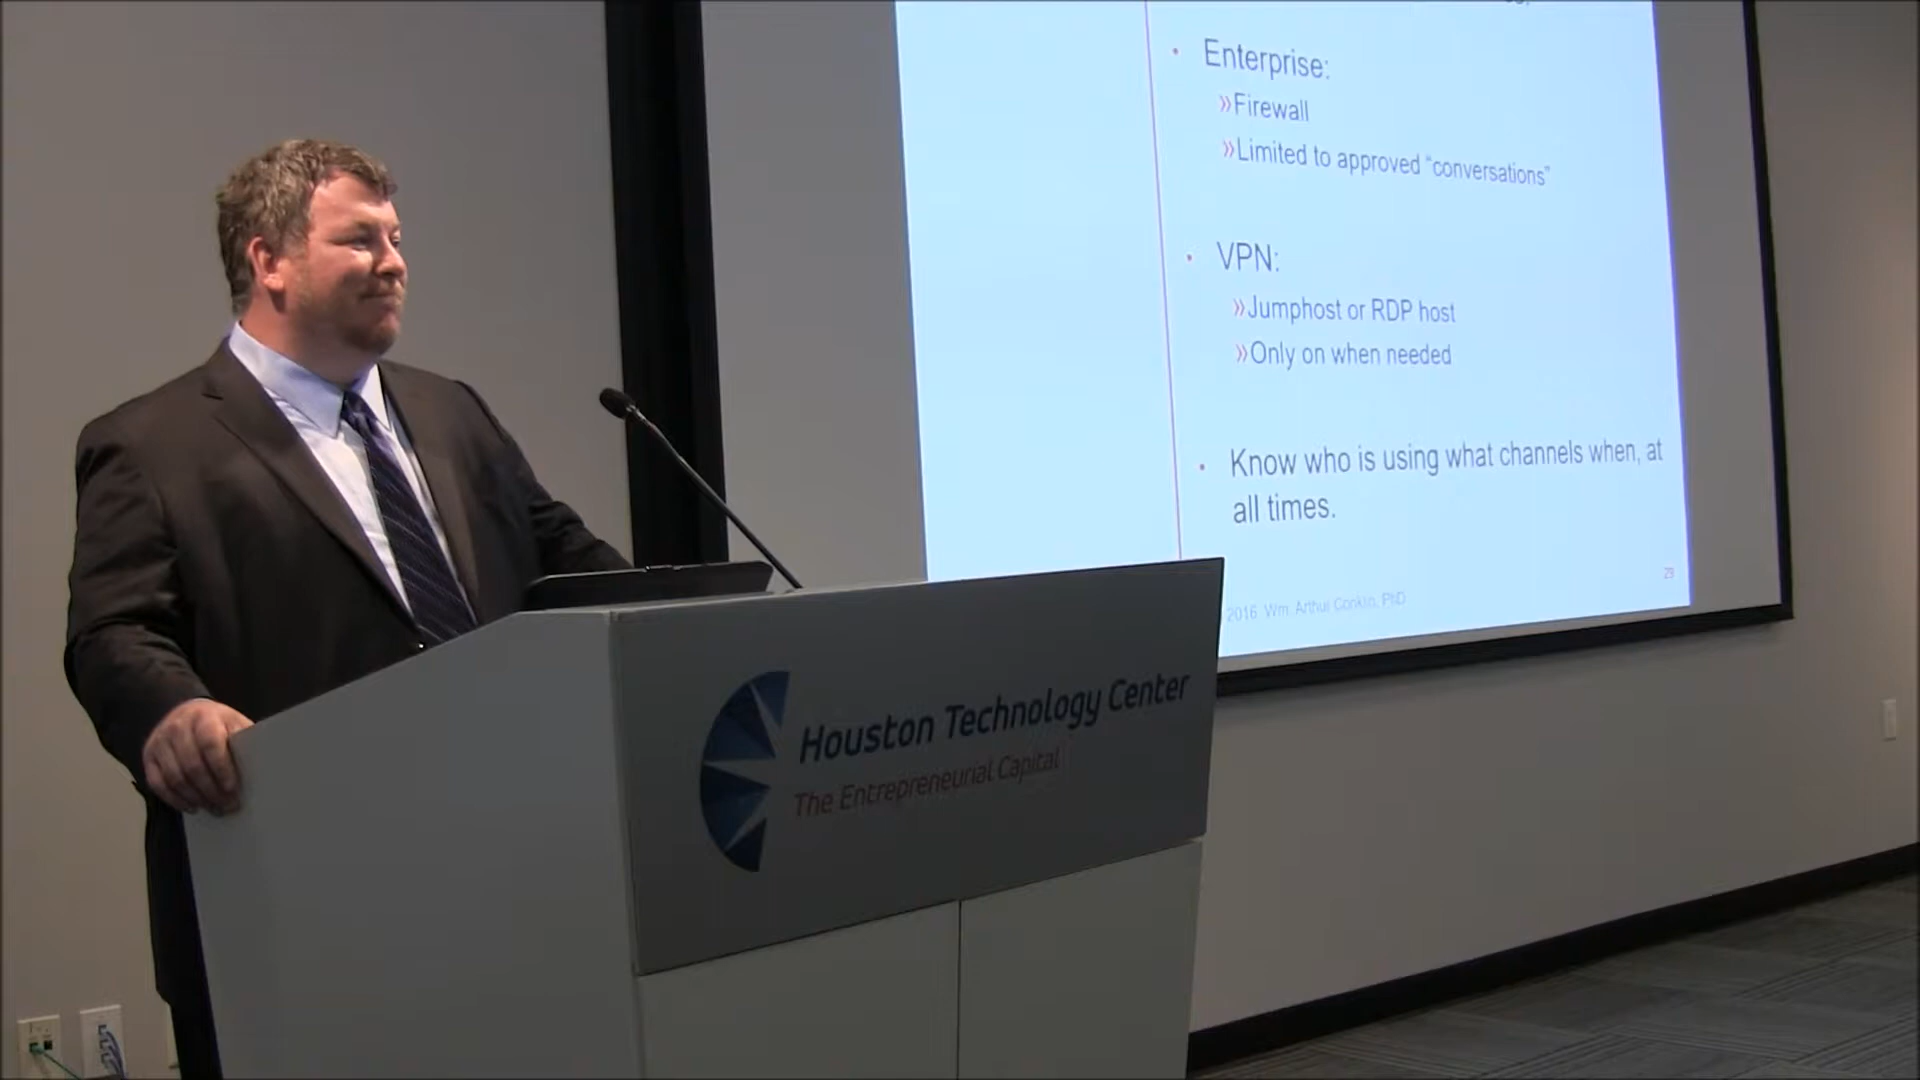 • Enterprise:
»Firewall
»Limited to approved “conversations”
• VPN:
»Jumphost or RDP host
»Only on when needed
• Know who is using what channels when, at
all times.
29
2016 Wm. Arthur Conklin, PhD
Houston Technology Center
The Entrepreneurial Capital